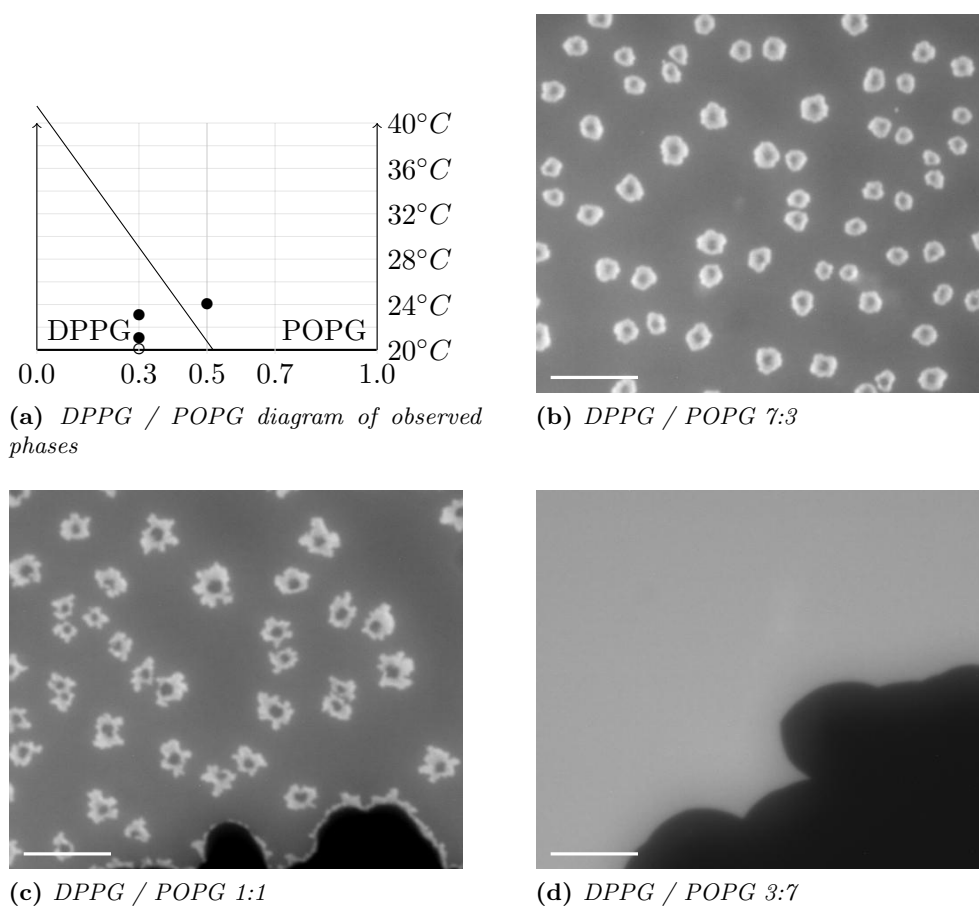 40°C
36°C
32°C
28°C
24°C
DPPG
POPG
20°C
0.0 0.3 0.5 0.7 1.0
(a) DPPG / POPG diagram of observed
phases
(b) DPPG / POPG 7:3
(c) DPPG / POPG 1:1
(d) DPPG / POPG 3:7